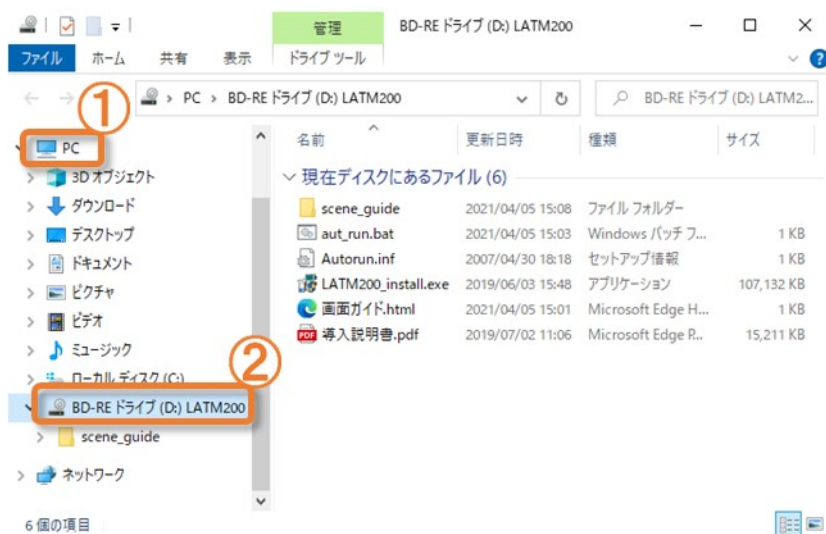 管理 BD-RE ドライブ (D:) LATM200
ファイル ホーム 共有 表示 ドライブ ツール
PC › BD-RE ドライブ (D:) LATM200 BD-RE ドライブ (D:) LATM2...
①
PC
3D オブジェクト
ダウンロード
デスクトップ
ドキュメント
ピクチャ
ビデオ
ミュージック
ローカル ディスク (C:)
②
BD-RE ドライブ (D:) LATM200
scene_guide
ネットワーク
名前 更新日時 種類 サイズ
現在ディスクにあるファイル (6)
scene_guide 2021/04/05 15:08 ファイル フォルダー
aut_run.bat 2021/04/05 15:03 Windows バッチ フ... 1 KB
Autorun.inf 2007/04/30 18:18 セットアップ情報 1 KB
LATM200_install.exe 2019/06/03 15:48 アプリケーション 107,132 KB
画面ガイド.html 2021/04/05 15:01 Microsoft Edge H... 1 KB
導入説明書.pdf 2019/07/02 11:06 Microsoft Edge P... 15,211 KB
6 個の項目